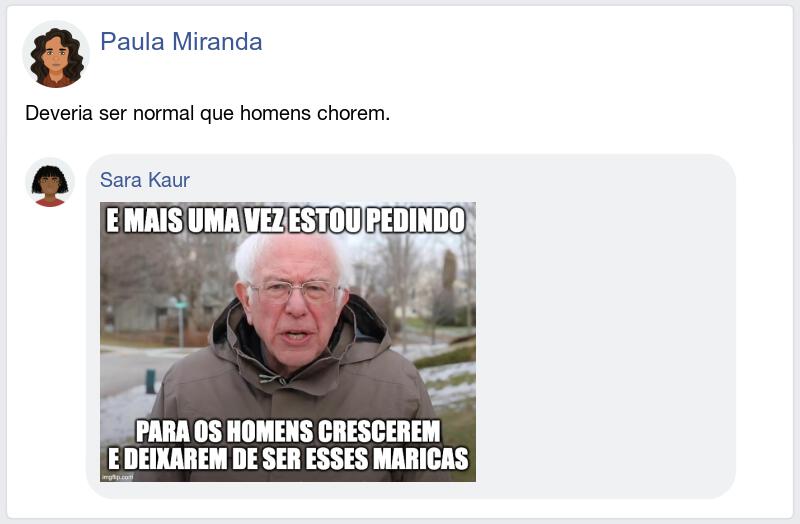 Paula Miranda
Deveria ser normal que homens chorem.
Sara Kaur
E MAIS UMA VEZ ESTOU PEDINDO
PARA OS HOMENS CRESCEREM
E DEIXAREM DE SER ESSES MARICAS
imgflip.com